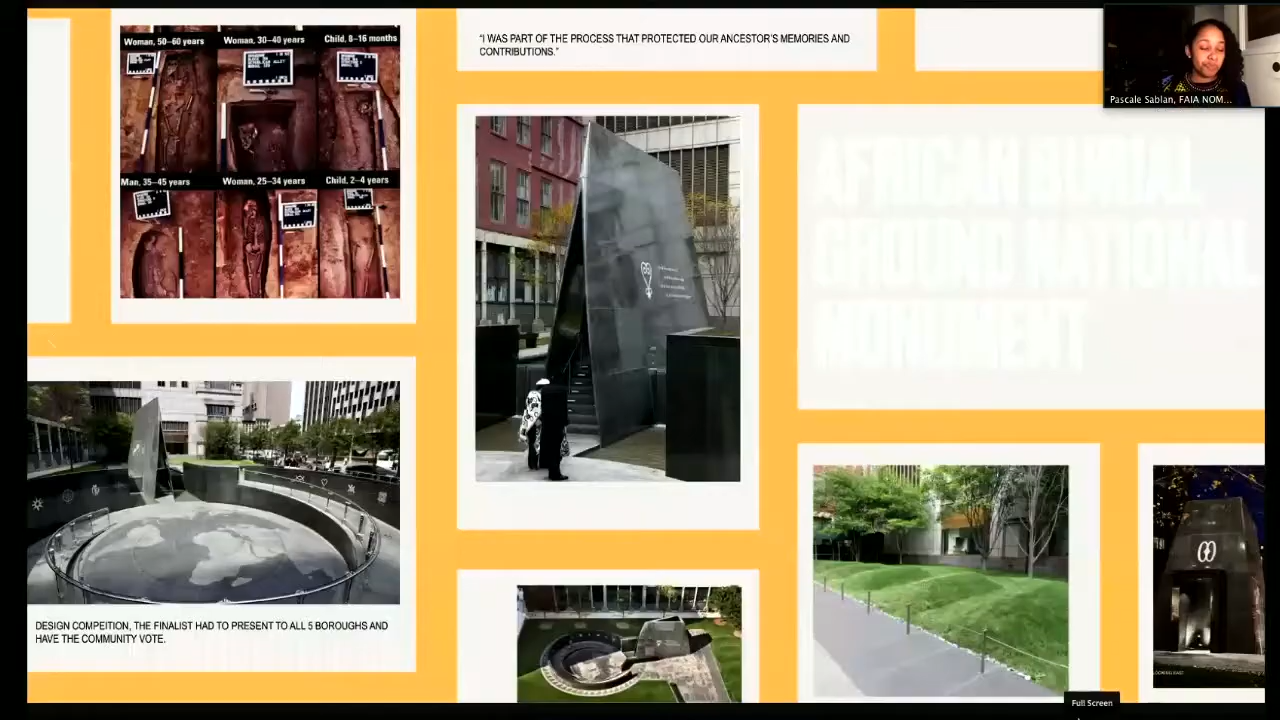 Woman, 50–60 years
Woman, 30–40 years
Child, 8–16 months
Man, 35–45 years
Woman, 25–34 years
Child, 2–4 years
"I WAS PART OF THE PROCESS THAT PROTECTED OUR ANCESTOR'S MEMORIES AND
CONTRIBUTIONS."
Pascale Sablan, FAIA NOM...
AFRICAN BURIAL
GROUND NATIONAL
MONUMENT
DESIGN COMPEITION, THE FINALIST HAD TO PRESENT TO ALL 5 BOROUGHS AND
HAVE THE COMMUNITY VOTE.
Full Screen